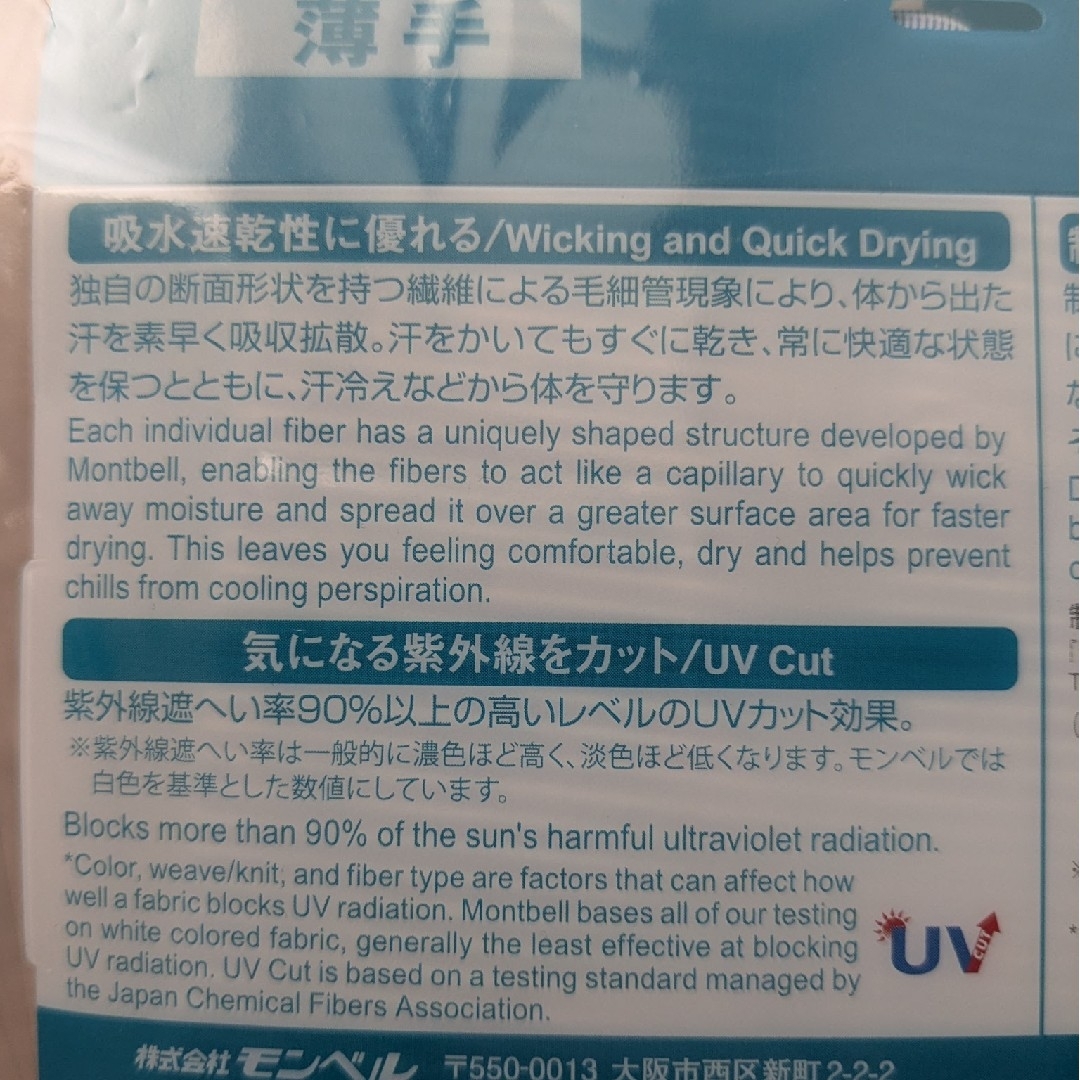 薄手
吸水速乾性に優れる/Wicking and Quick Drying
独自の断面形状を持つ繊維による毛細管現象により、体から出た
汗を素早く吸収拡散。汗をかいてもすぐに乾き、常に快適な状態
を保つとともに、汗冷えなどから体を守ります。
Each individual fiber has a uniquely shaped structure developed by
Montbell, enabling the fibers to act like a capillary to quickly wick
away moisture and spread it over a greater surface area for faster
drying. This leaves you feeling comfortable, dry and helps prevent
chills from cooling perspiration.
気になる紫外線をカット/UV Cut
紫外線遮へい率90%以上の高いレベルのUVカット効果。
※紫外線遮へい率は一般的に濃色ほど高く、淡色ほど低くなります。モンベルでは
白色を基準とした数値にしています。
Blocks more than 90% of the sun's harmful ultraviolet radiation.
*Color, weave/knit, and fiber type are factors that can affect how
well a fabric blocks UV radiation. Montbell bases all of our testing
on white colored fabric, generally the least effective at blocking
UV radiation. UV Cut is based on a testing standard managed by
the Japan Chemical Fibers Association.
UV CUT
株式会社 モンベル 〒550-0013 大阪市西区新町2-2-2